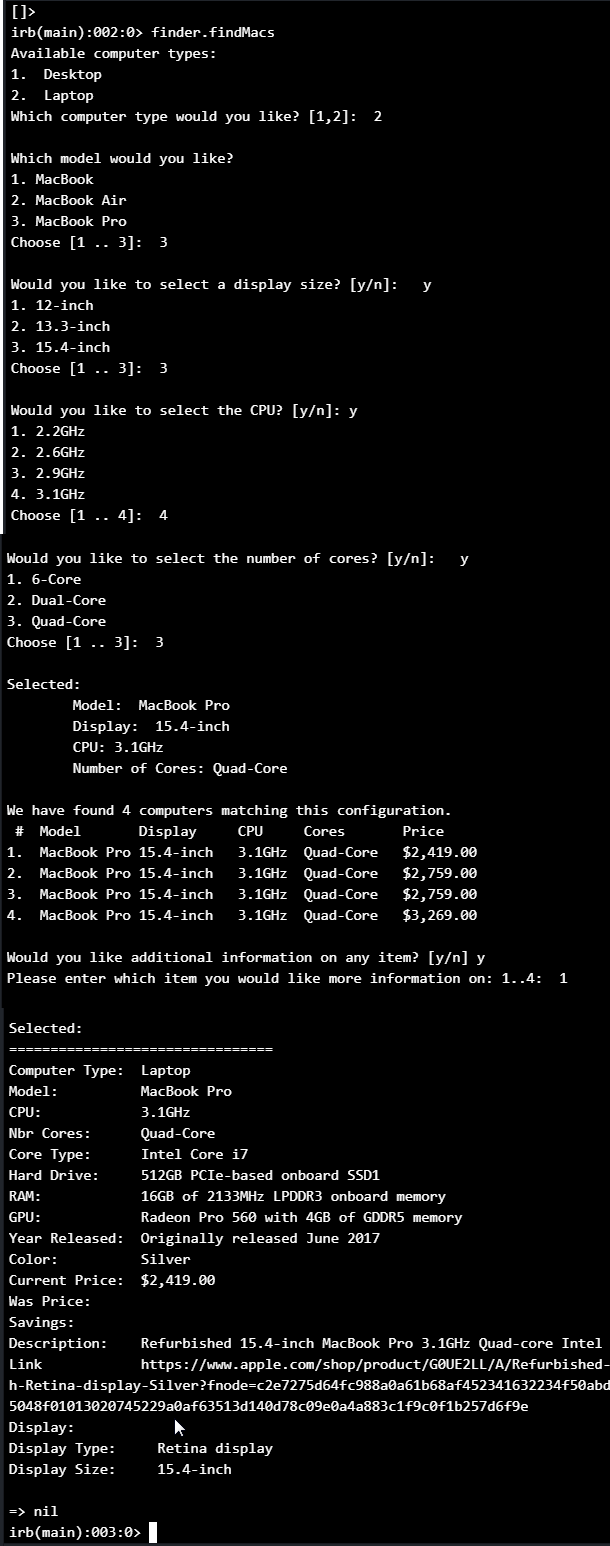 []>
irb(main):002:0> finder.findMacs
Available computer types:
1.  Desktop
2.  Laptop
Which computer type would you like? [1,2]:  2

Which model would you like?
1. MacBook
2. MacBook Air
3. MacBook Pro
Choose [1 .. 3]:  3

Would you like to select a display size? [y/n]:   y
1. 12-inch
2. 13.3-inch
3. 15.4-inch
Choose [1 .. 3]:  3

Would you like to select the CPU? [y/n]: y
1. 2.2GHz
2. 2.6GHz
3. 2.9GHz
4. 3.1GHz
Choose [1 .. 4]:  4

Would you like to select the number of cores? [y/n]:   y
1. 6-Core
2. Dual-Core
3. Quad-Core
Choose [1 .. 3]:  3

Selected:
        Model:  MacBook Pro
        Display:  15.4-inch
        CPU: 3.1GHz
        Number of Cores: Quad-Core

We have found 4 computers matching this configuration.
 #  Model       Display     CPU     Cores       Price
1.  MacBook Pro 15.4-inch   3.1GHz  Quad-Core   $2,419.00
2.  MacBook Pro 15.4-inch   3.1GHz  Quad-Core   $2,759.00
3.  MacBook Pro 15.4-inch   3.1GHz  Quad-Core   $2,759.00
4.  MacBook Pro 15.4-inch   3.1GHz  Quad-Core   $3,269.00

Would you like additional information on any item? [y/n] y
Please enter which item you would like more information on: 1..4:  1

Selected:
================================
Computer Type:  Laptop
Model:          MacBook Pro
CPU:            3.1GHz
Nbr Cores:      Quad-Core
Core Type:      Intel Core i7
Hard Drive:     512GB PCIe-based onboard SSD1
RAM:            16GB of 2133MHz LPDDR3 onboard memory
GPU:            Radeon Pro 560 with 4GB of GDDR5 memory
Year Released:  Originally released June 2017
Color:          Silver
Current Price:  $2,419.00
Was Price:
Savings:
Description:    Refurbished 15.4-inch MacBook Pro 3.1GHz Quad-core Intel
Link            https://www.apple.com/shop/product/G0UE2LL/A/Refurbished-
h-Retina-display-Silver?fnode=c2e7275d64fc988a0a61b68af452341632234f50abd
5048f01013020745229a0af63513d140d78c09e0a4a883c1f9c0f1b257d6f9e
Display:
Display Type:     Retina display
Display Size:     15.4-inch

=> nil
irb(main):003:0>